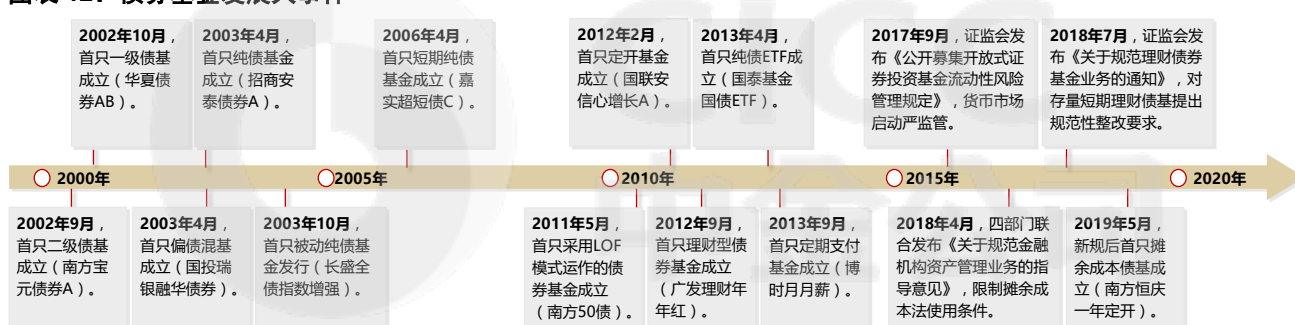 2002年10月，
首只一级债基
成立（华夏债
券AB）。
2003年4月，
首只纯债基金
成立（招商安
泰债券A）。
2006年4月，
首只短期纯债
基金成立（嘉
实超短债C）。
2012年2月，
首只定开基金
成立（国联安
信心增长A）。
2013年4月，
首只纯债ETF成
立（国泰基金
国债ETF）。
2017年9月，证监会发
布《公开募集开放式证
券投资基金流动性风险
管理规定》，货币市场
启动严监管。
2018年7月，证监会发
布《关于规范理财债券
基金业务的通知》，对
存量短期理财债基提出
规范性整改要求。
2000年
2005年
2010年
2015年
2020年
2002年9月，
首只二级债基
成立（南方宝
元债券A）。
2003年4月，
首只偏债混基
成立（国投瑞
银融华债券）。
2003年10月，
首只被动纯债基
金发行（长盛全
债指数增强）。
2011年5月，
首只采用LOF
模式运作的债
券基金成立
（南方50债）。
2012年9月，
首只理财型债
券基金成立
（广发理财年
年红）。
2013年9月，
首只定期支付
基金成立（博
时月月薪）。
2018年4月，四部门联
合发布《关于规范金融
机构资产管理业务的指
导意见》，限制摊余成
本法使用条件。
2019年5月，
新规后首只摊
余成本债基成
立（南方恒庆
一年定开）。
CICC
中金公司